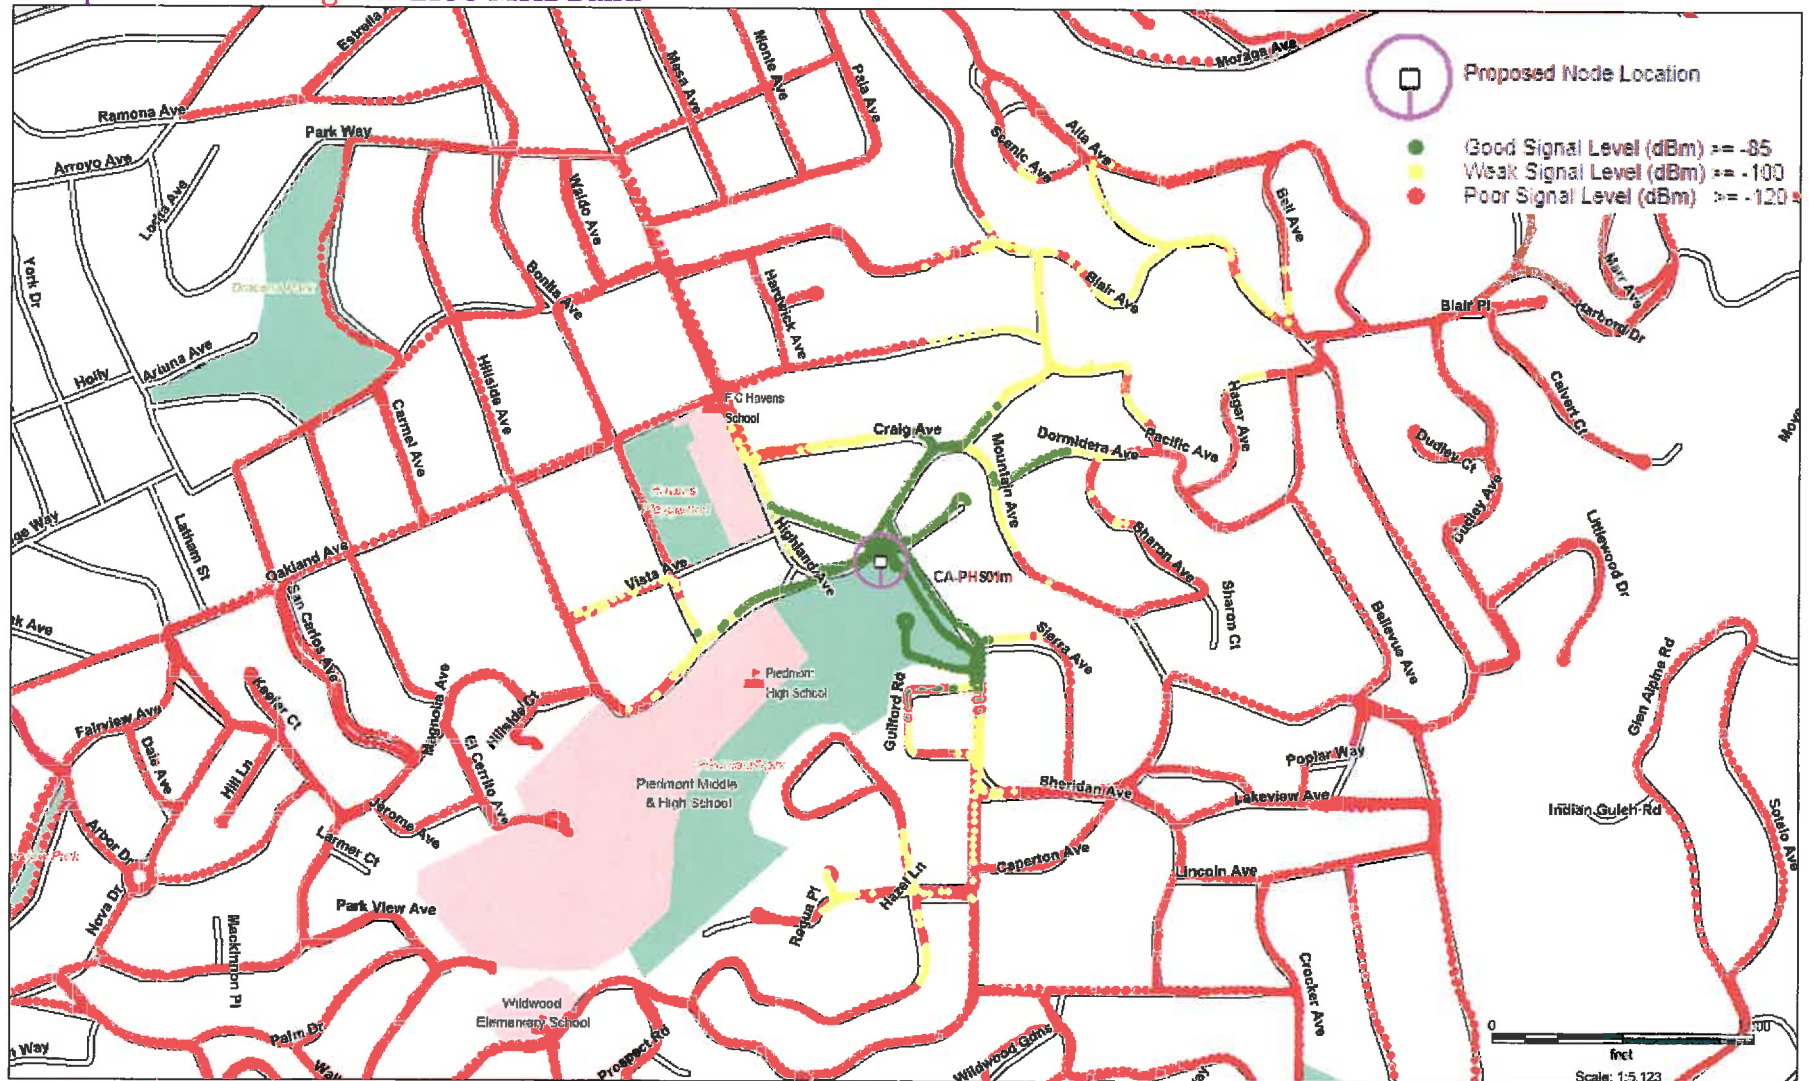 Proposed Node Location
Good Signal Level (dBm) >= -85
Weak Signal Level (dBm) >= -100
Poor Signal Level (dBm) >= -120
Estrella
Moraga Ave
Ramona Ave
Park Way
Mesa Ave
Monte Ave
Pala Ave
Arroyo Ave
Scenic Ave
Alta Ave
Waldo Ave
Bell Ave
York Dr
Bonita Ave
Hardwick Ave
Blair Ave
Blair Pl
Harbord Dr
Artuna Ave
Holly
Hillside Ave
Carmel Ave
F C Havens
School
Craig Ave
Mountain Ave
Dormidera Ave
Pacific Ave
Hagar Ave
Calvert Ct
Dudley Ct
Dudley Ave
Littlewood Dr
Latham St
Oakland Ave
Highland Ave
Vista Ave
CA-PHS01m
Sharon Ave
Sharon Ct
Sierra Ave
Bellevue Ave
San Carlos Ave
Magnolia Ave
Hillside Ct
El Cerrito Ave
Keefer Ct
Fairview Ave
Dale Ave
Hill Ln
Arbor Dr
Jerome Ave
Larmer Ct
Nova Dr
Park View Ave
Mackinnon Pl
Palm Dr
Piedmont
High School
Piedmont Middle
& High School
Guilford Rd
Sheridan Ave
Poplar Way
Lakeview Ave
Caperton Ave
Lincoln Ave
Hazel Ln
Requa Pl
Crocker Ave
Glen Alpine Rd
Indian Gulch Rd
Sotelo Ave
Wildwood
Elementary School
Prospect Rd
Wildwood Gdns
0
feet
Scale: 1:5,123